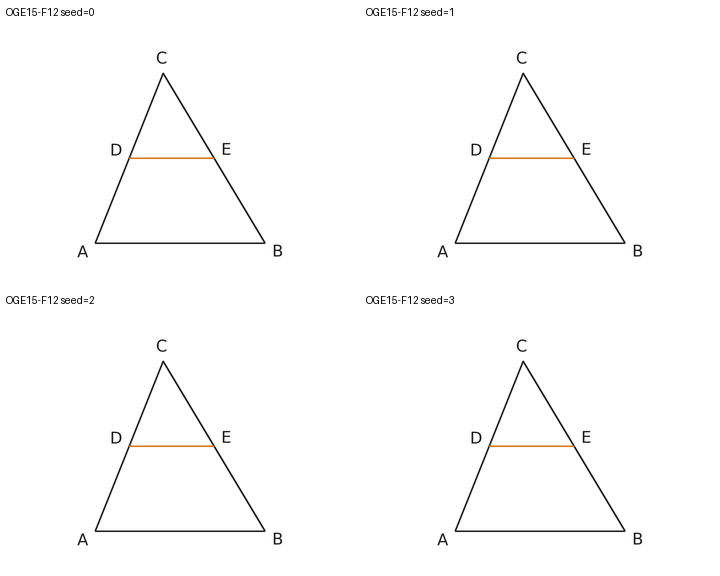 OGE15-F12 seed=0
C
D E
A B
OGE15-F12 seed=1
C
D E
A B
OGE15-F12 seed=2
C
D E
A B
OGE15-F12 seed=3
C
D E
A B